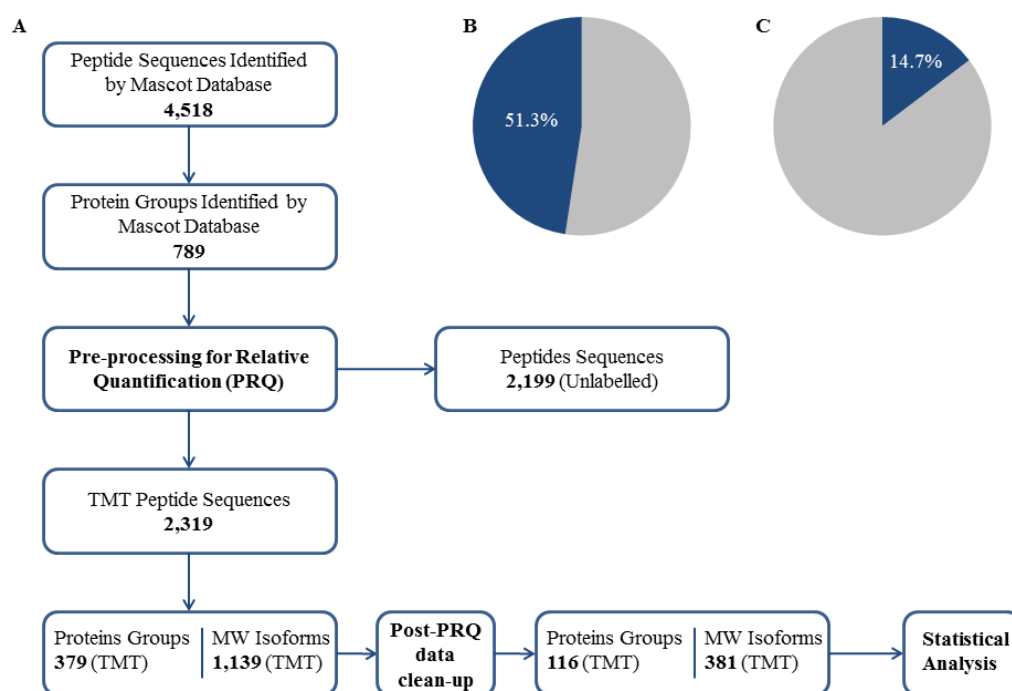 A
Peptide Sequences Identified
by Mascot Database
4,518
Protein Groups Identified by
Mascot Database
789
Pre-processing for Relative
Quantification (PRQ)
Peptides Sequences
2,199 (Unlabelled)
TMT Peptide Sequences
2,319
Proteins Groups
379 (TMT)
MW Isoforms
1,139 (TMT)
Post-PRQ
data
clean-up
Proteins Groups
116 (TMT)
MW Isoforms
381 (TMT)
Statistical
Analysis
B
51.3%
C
14.7%